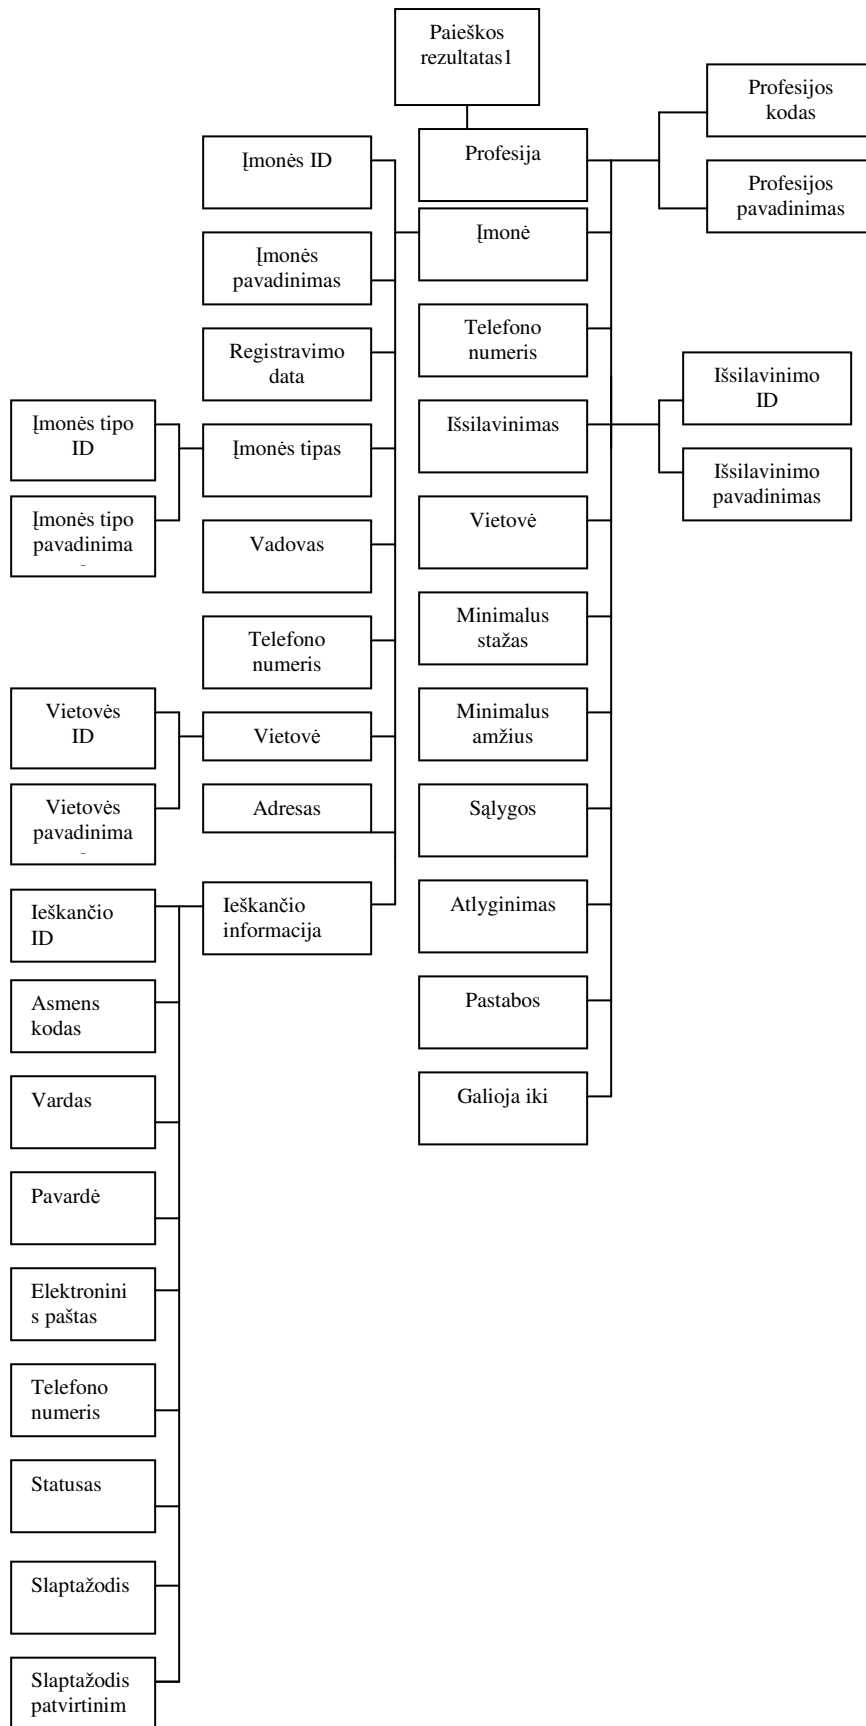 Paieškos
rezultatas1
Profesijos
kodas
Įmonės ID
Profesija
Profesijos
pavadinimas
Įmonės
pavadinimas
Įmonė
Registravimo
data
Telefono
numeris
Išsilavinimo
ID
Įmonės tipo
ID
Įmonės tipas
Išsilavinimas
Išsilavinimo
pavadinimas
Įmonės tipo
pavadinima
Vadovas
Vietovė
Telefono
numeris
Minimalus
stažas
Vietovės
ID
Vietovė
Minimalus
amžius
Vietovės
pavadinima
Adresas
Sąlygos
Ieškančio
ID
Ieškančio
informacija
Atlyginimas
Asmens
kodas
Pastabos
Vardas
Galioja iki
Pavardė
Elektronini
s paštas
Telefono
numeris
Statusas
Slaptažodis
Slaptažodis
patvirtinim